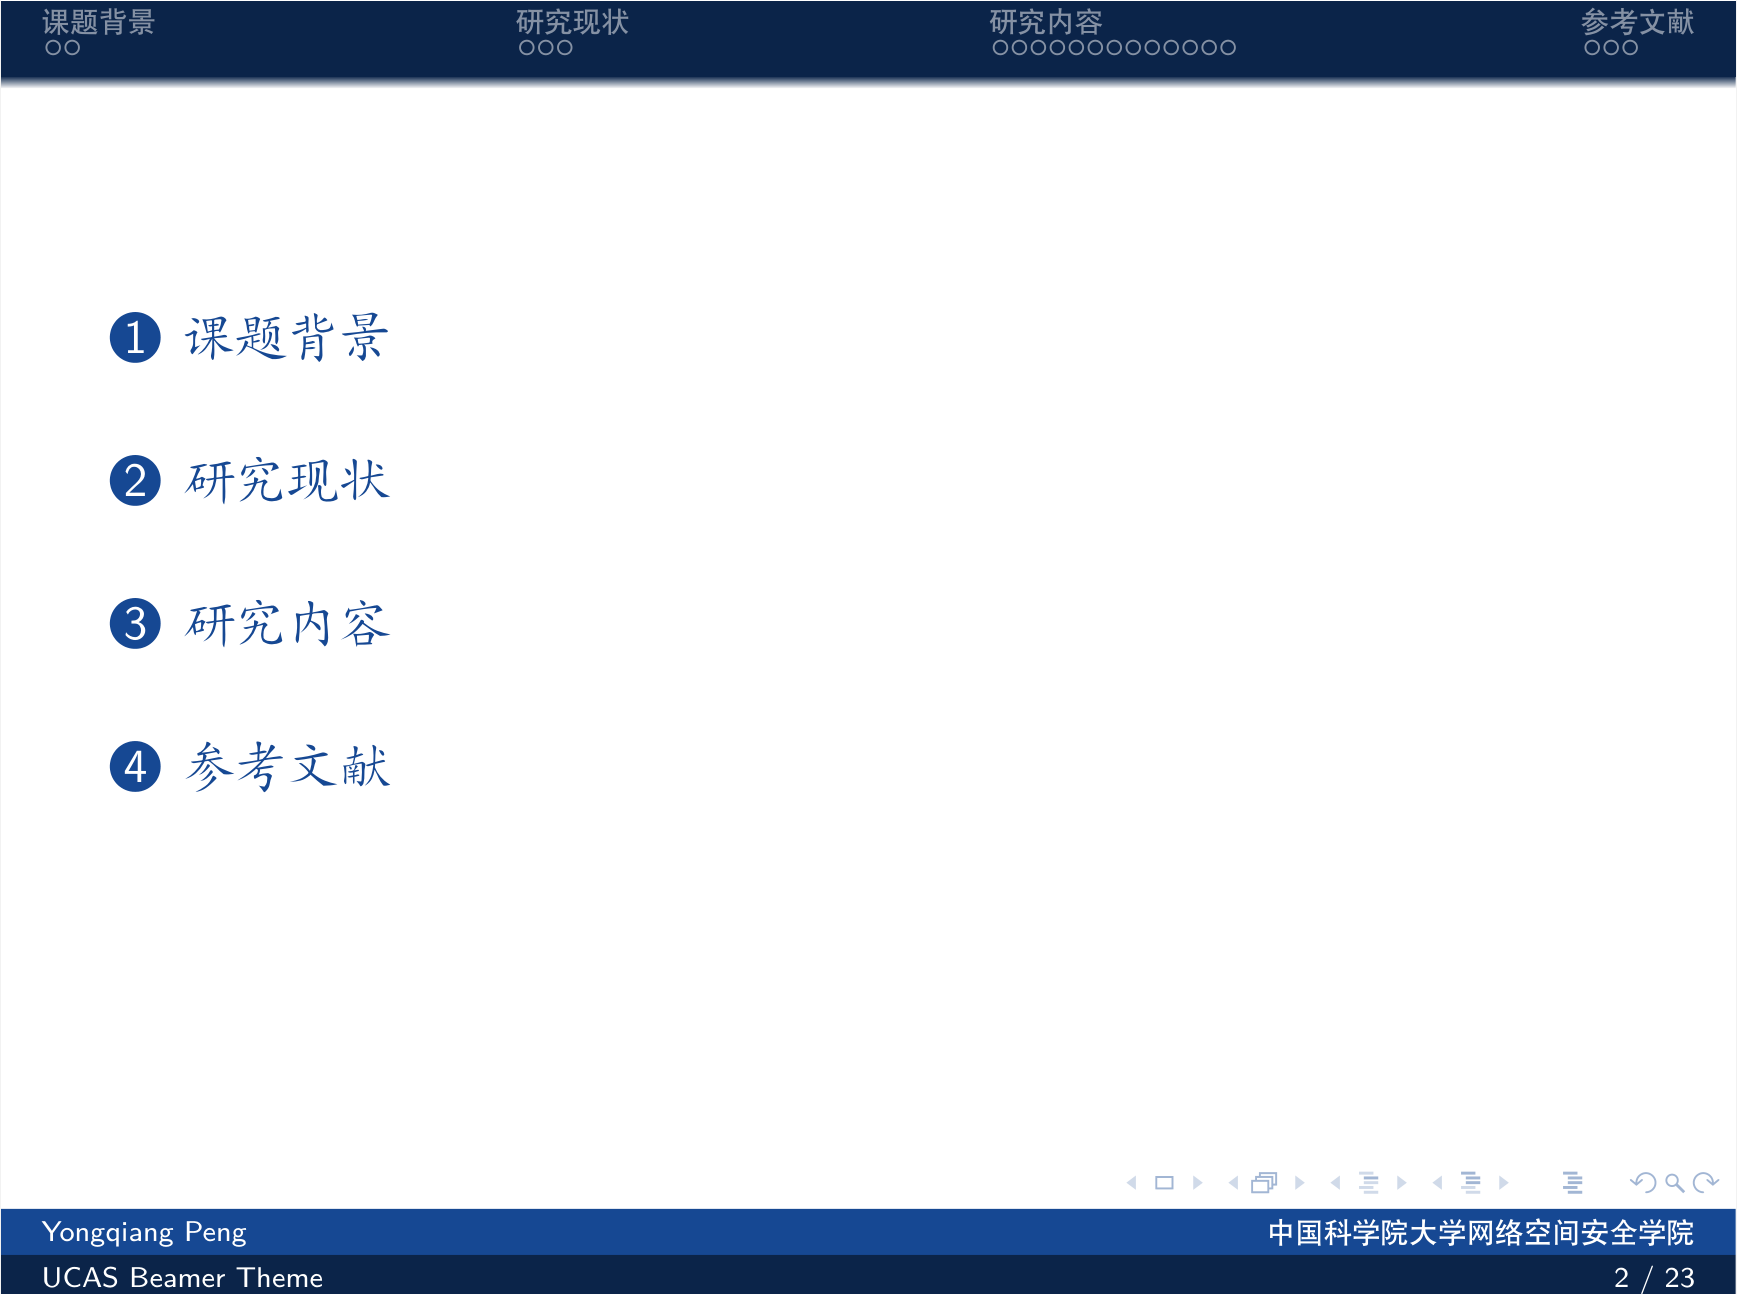 课题背景 研究现状 研究内容 参考文献
1 课题背景
2 研究现状
3 研究内容
4 参考文献
Yongqiang Peng 中国科学院大学网络空间安全学院
UCAS Beamer Theme 2 / 23